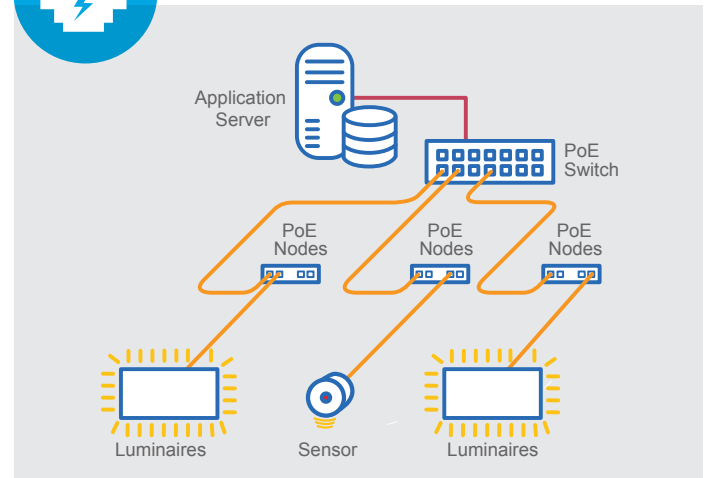 Application
Server
PoE
Switch
PoE
Nodes
PoE
Nodes
PoE
Nodes
Luminaires
Sensor
Luminaires